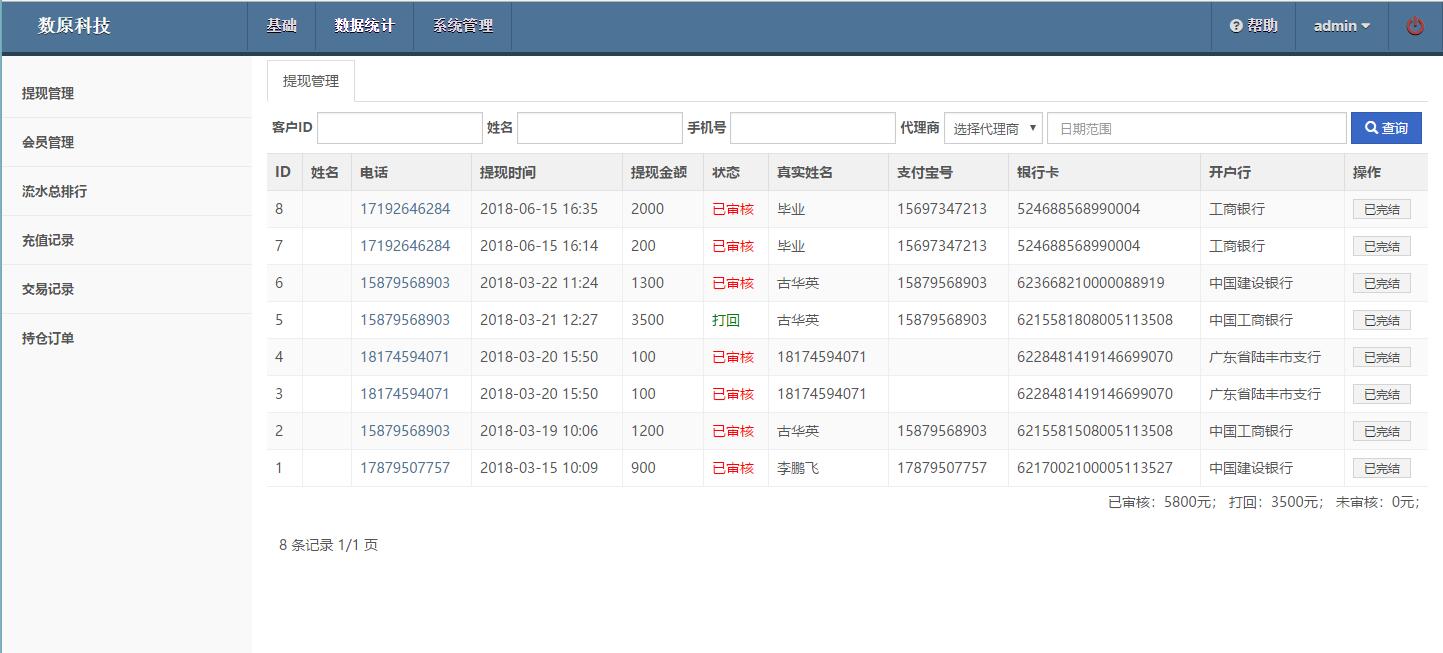 数原科技 基础 数据统计 系统管理 帮助 admin
提现管理
会员管理
流水总排行
充值记录
交易记录
持仓订单
提现管理
客户ID 姓名 手机号 代理商 选择代理商 日期范围 查询
ID 姓名 电话 提现时间 提现金额 状态 真实姓名 支付宝号 银行卡 开户行 操作
8 17192646284 2018-06-15 16:35 2000 已审核 毕业 15697347213 524688568990004 工商银行 已完结
7 17192646284 2018-06-15 16:14 200 已审核 毕业 15697347213 524688568990004 工商银行 已完结
6 15879568903 2018-03-22 11:24 1300 已审核 古华英 15879568903 623668210000088919 中国建设银行 已完结
5 15879568903 2018-03-21 12:27 3500 打回 古华英 15879568903 6215581808005113508 中国工商银行 已完结
4 18174594071 2018-03-20 15:50 100 已审核 18174594071 6228481419146699070 广东省陆丰市支行 已完结
3 18174594071 2018-03-20 15:50 100 已审核 18174594071 6228481419146699070 广东省陆丰市支行 已完结
2 15879568903 2018-03-19 10:06 1200 已审核 古华英 15879568903 6215581508005113508 中国工商银行 已完结
1 17879507757 2018-03-15 10:09 900 已审核 李鹏飞 17879507757 6217002100005113527 中国建设银行 已完结
已审核：5800元； 打回：3500元； 未审核：0元；
8 条记录 1/1 页